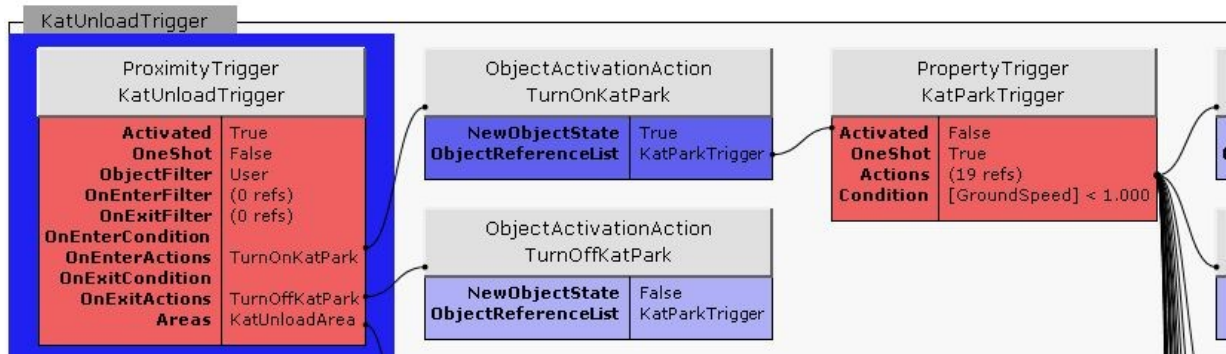 KatUnloadTrigger
ProximityTrigger
KatUnloadTrigger
Activated True
OneShot False
ObjectFilter User
OnEnterFilter (0 refs)
OnExitFilter (0 refs)
OnEnterCondition
OnEnterActions TurnOnKatPark
OnExitCondition
OnExitActions TurnOffKatPark
Areas KatUnloadArea
ObjectActivationAction
TurnOnKatPark
NewObjectState True
ObjectReferenceList KatParkTrigger
ObjectActivationAction
TurnOffKatPark
NewObjectState False
ObjectReferenceList KatParkTrigger
PropertyTrigger
KatParkTrigger
Activated False
OneShot True
Actions (19 refs)
Condition [GroundSpeed] < 1.000